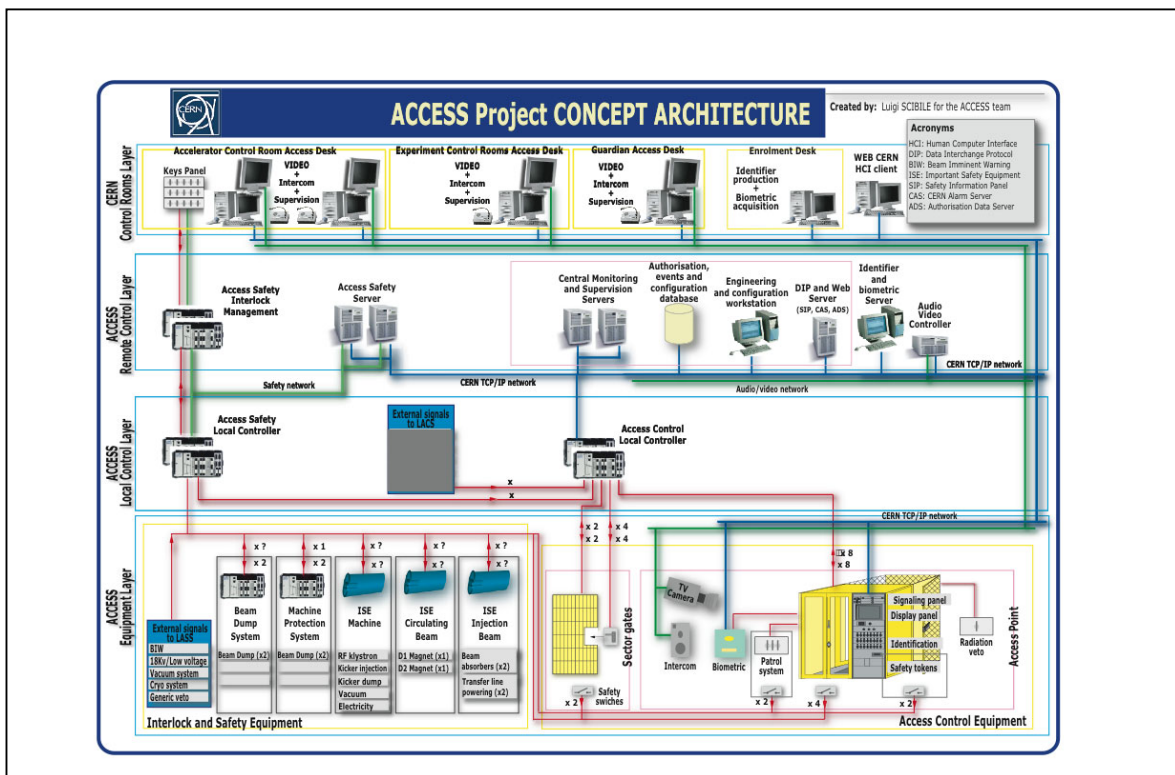 CERN
ACCESS Project CONCEPT ARCHITECTURE
Created by: Luigi SCIBILE for the ACCESS team
Acronyms
HCI: Human Computer Interface
DIP: Data Interchange Protocol
BIW: Beam Imminent Warning
ISE: Important Safety Equipment
SIP: Safety Information Panel
CAS: CERN Alarm Server
ADS: Authorisation Data Server
CERN
Control Rooms Layer
Accelerator Control Room Access Desk
Keys Panel
VIDEO
+
Intercom
+
Supervision
Experiment Control Rooms Access Desk
VIDEO
+
Intercom
+
Supervision
Guardian Access Desk
VIDEO
+
Intercom
+
Supervision
Enrolment Desk
Identifier
production
+
Biometric
acquisition
WEB CERN
HCI client
ACCESS
Remote Control Layer
Access Safety
Interlock
Management
Access Safety
Server
Central Monitoring
and Supervision
Servers
Authorisation,
events and
configuration
database
Engineering
and configuration
workstation
DIP and Web
Server
(SIP, CAS, ADS)
Identifier
and
biometric
Server
Audio
Video
Controller
Safety network
CERN TCP/IP network
CERN TCP/IP network
Audio/video network
ACCESS
Local Control Layer
Access Safety
Local Controller
External signals
to LACS
Access Control
Local Controller
x
x
CERN TCP/IP network
ACCESS
Equipment Layer
x ?
x 2
x 1
x 2
x ?
x ?
x ?
x ?
x ?
x ?
x 2
x 2
x 4
x 4
x 8
x 8
External signals
to LASS
BIW
18Kv/Low voltage
Vacuum system
Cryo system
Generic veto
Beam
Dump
System
Beam Dump (x2)
Machine
Protection
System
Beam Dump (x2)
ISE
Machine
RF klystron
Kicker injection
Kicker dump
Vacuum
Electricity
ISE
Circulating
Beam
D1 Magnet (x1)
D2 Magnet (x1)
ISE
Injection
Beam
Beam
absorbers (x2)
Transfer line
powering (x2)
Interlock and Safety Equipment
Sector gates
Safety
swiches
x 2
TV
Camera
Intercom
Biometric
Patrol
system
x 2
x 4
Signaling panel
Display panel
Identification
Safety tokens
x 2
Radiation
veto
Access Point
Access Control Equipment